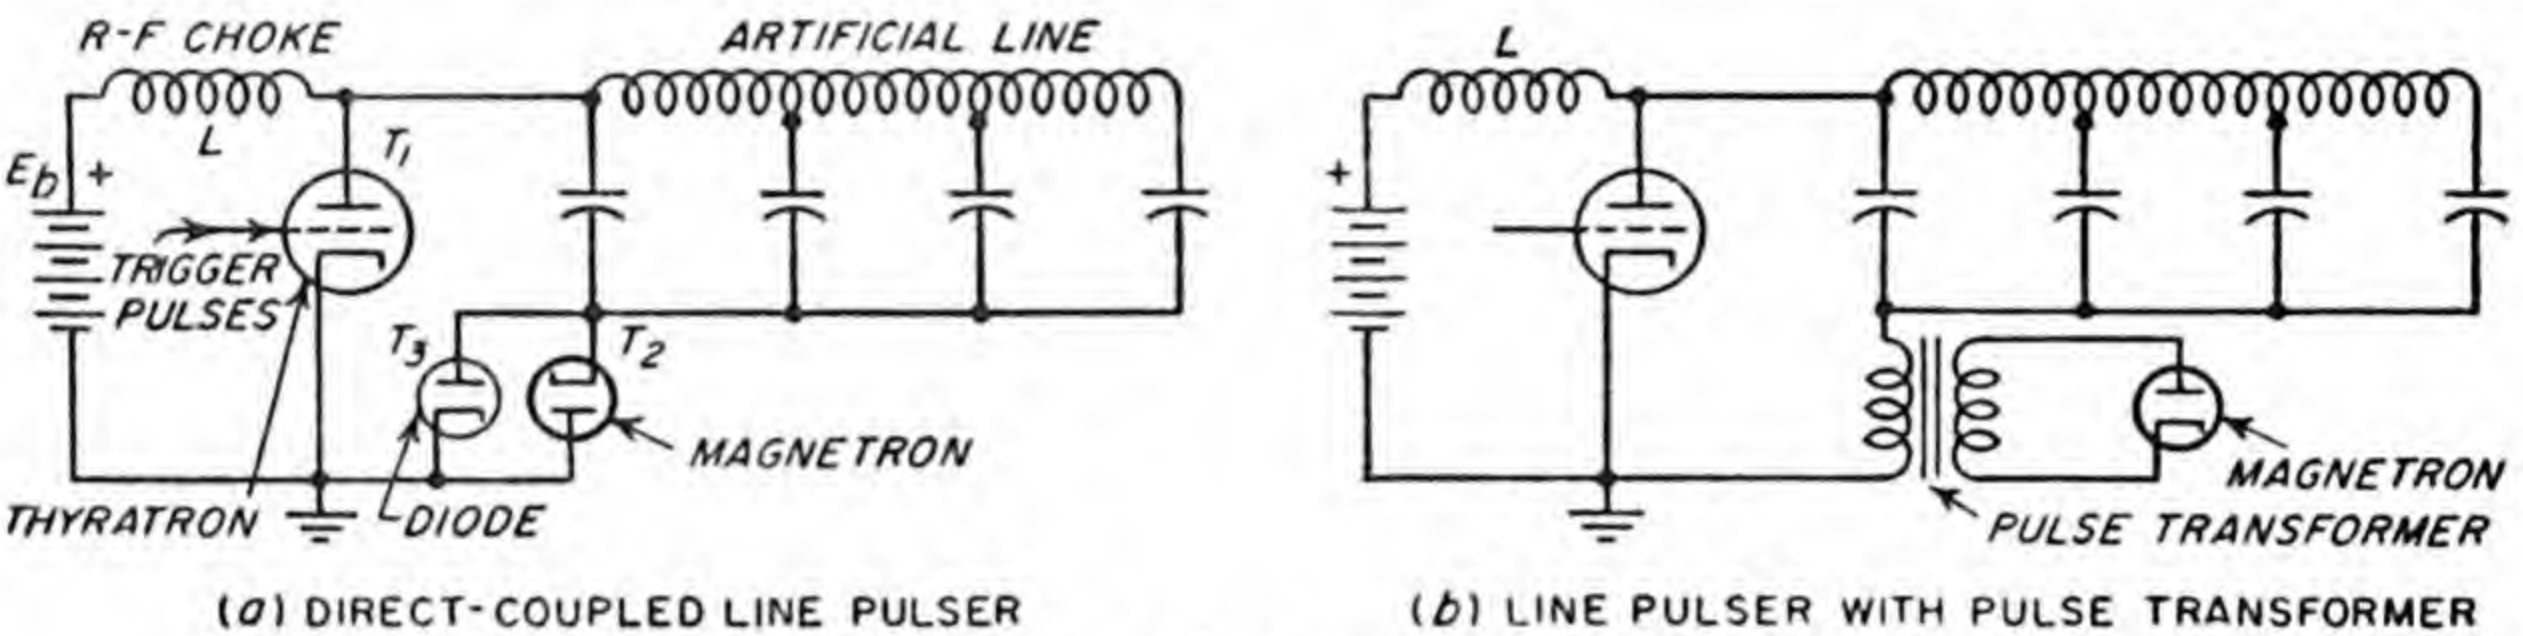 R-F CHOKE
L
E_b +
T_1
TRIGGER
PULSES
THYRATRON
DIODE
T_3
T_2
MAGNETRON
ARTIFICIAL LINE
(a) DIRECT-COUPLED LINE PULSER
L
+
MAGNETRON
PULSE TRANSFORMER
(b) LINE PULSER WITH PULSE TRANSFORMER